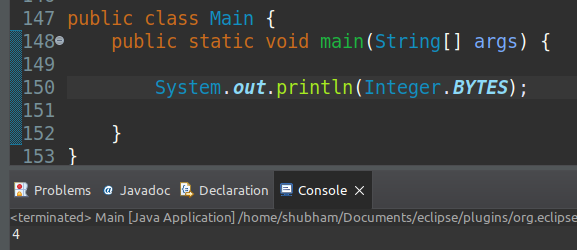 147 public class Main {
148 public static void main(String[] args) {
149
150 System.out.println(Integer.BYTES);
151
152 }
153 }
Problems @ Javadoc Declaration Console
<terminated> Main [Java Application] /home/shubham/Documents/eclipse/plugins/org.eclipse
4